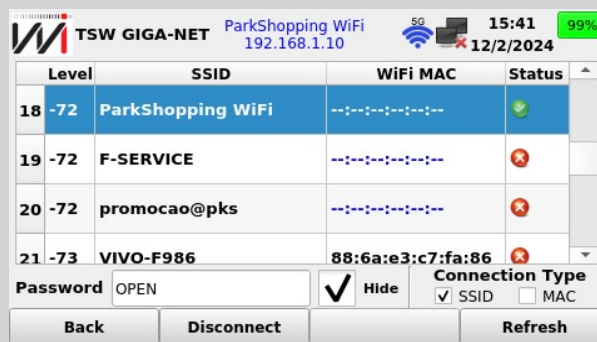 TSW GIGA-NET
ParkShopping WiFi
192.168.1.10
5G
15:41
12/2/2024
99%
Level SSID WiFi MAC Status
18 -72 ParkShopping WiFi --:--:--:--:--:--
19 -72 F-SERVICE --:--:--:--:--:--
20 -72 promocao@pks --:--:--:--:--:--
21 -73 VIVO-F986 88:6a:e3:c7:fa:86
Password OPEN Hide
Connection Type
SSID MAC
Back Disconnect Refresh